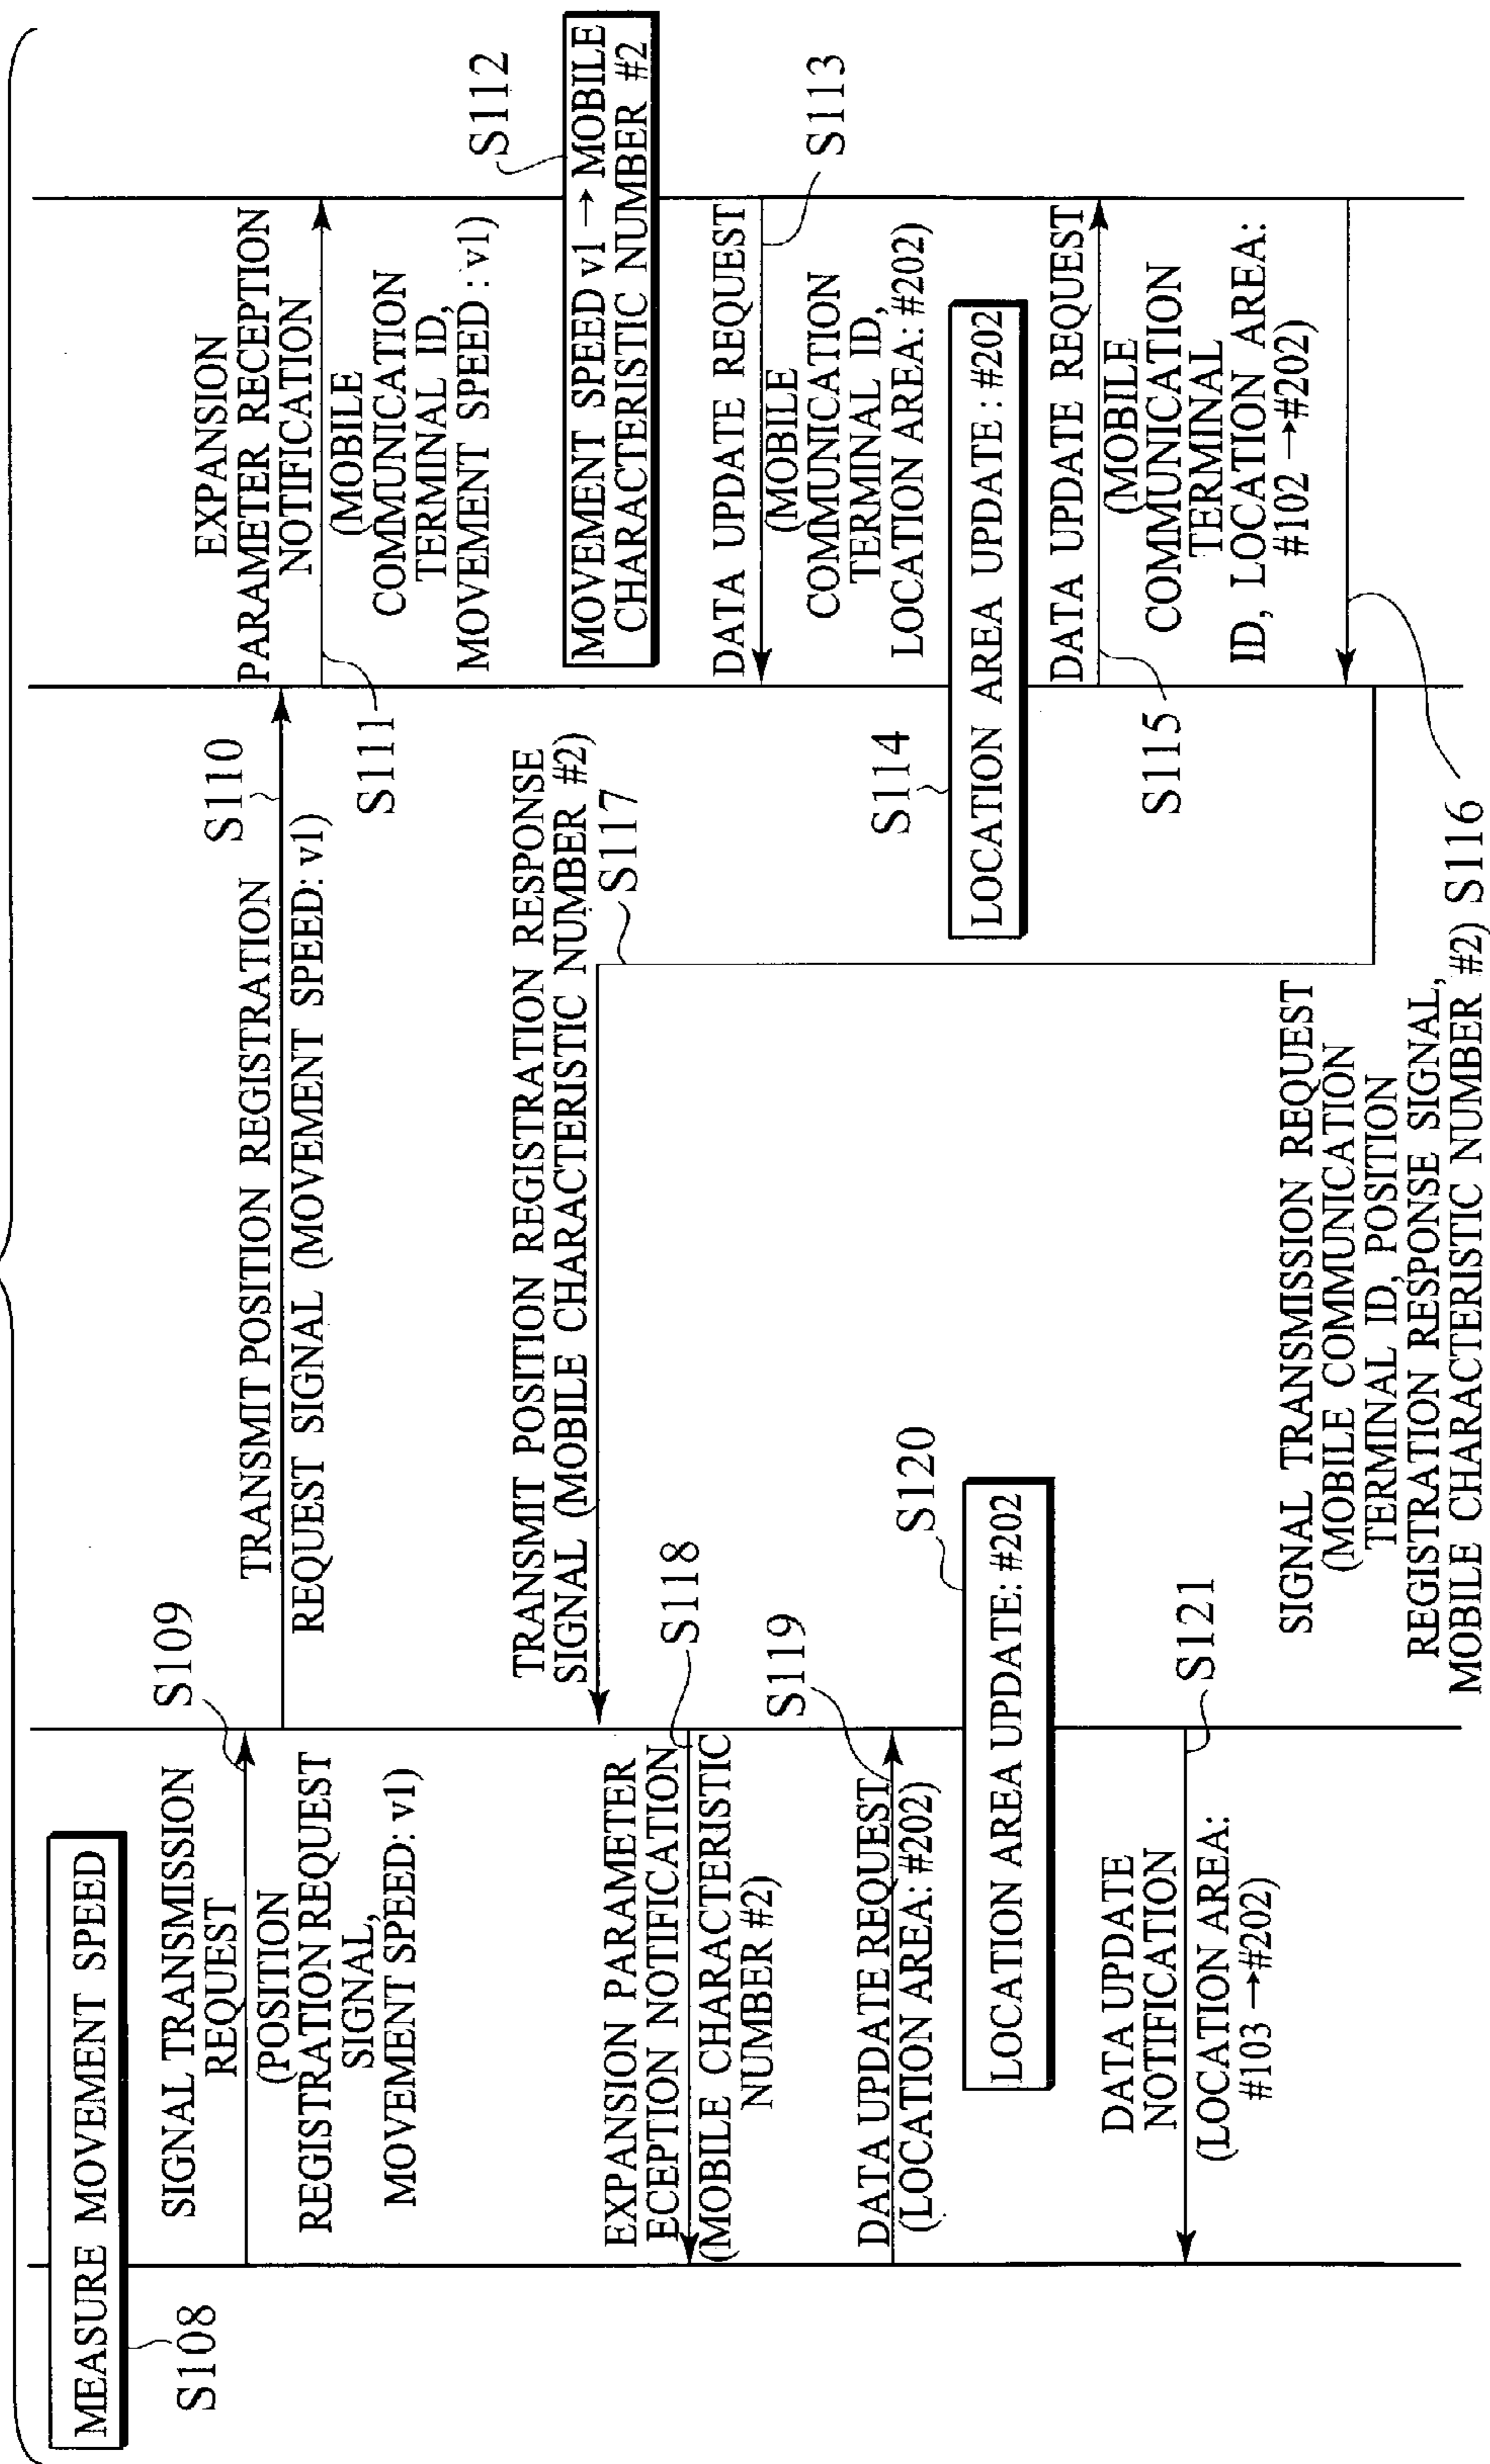 MEASURE MOVEMENT SPEED
S108
SIGNAL TRANSMISSION
REQUEST
(POSITION
REGISTRATION REQUEST
SIGNAL,
MOVEMENT SPEED: v1)
S109
TRANSMIT POSITION REGISTRATION
REQUEST SIGNAL (MOVEMENT SPEED: v1)
S110
EXPANSION
PARAMETER RECEPTION
NOTIFICATION
(MOBILE
COMMUNICATION
TERMINAL ID,
MOVEMENT SPEED : v1)
S111
S112
MOVEMENT SPEED v1 → MOBILE
CHARACTERISTIC NUMBER #2
DATA UPDATE REQUEST
(MOBILE
COMMUNICATION
TERMINAL ID,
LOCATION AREA: #202)
S113
S114
LOCATION AREA UPDATE : #202
DATA UPDATE REQUEST
(MOBILE
COMMUNICATION
TERMINAL
ID, LOCATION AREA:
#102 → #202)
S115
SIGNAL TRANSMISSION REQUEST
(MOBILE COMMUNICATION
TERMINAL ID, POSITION
REGISTRATION RESPONSE SIGNAL,
MOBILE CHARACTERISTIC NUMBER #2)
S116
TRANSMIT POSITION REGISTRATION RESPONSE
SIGNAL (MOBILE CHARACTERISTIC NUMBER #2)
S117
EXPANSION PARAMETER
ECEPTION NOTIFICATION
(MOBILE CHARACTERISTIC
NUMBER #2)
S118
DATA UPDATE REQUEST
(LOCATION AREA: #202)
S119
S120
LOCATION AREA UPDATE: #202
DATA UPDATE
NOTIFICATION
(LOCATION AREA:
#103 → #202)
S121